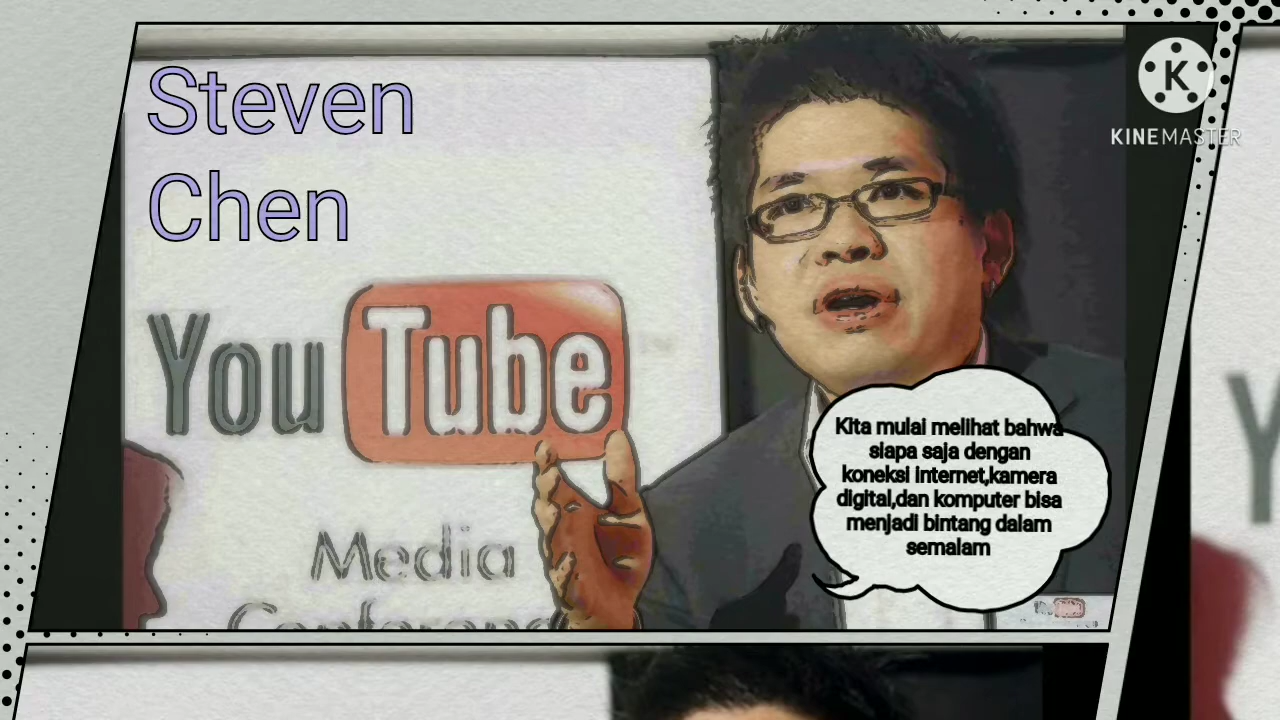 Steven
Chen
KINEMASTER
YouTube
Media
Conference
Kita mulai melihat bahwa
siapa saja dengan
koneksi internet,kamera
digital,dan komputer bisa
menjadi bintang dalam
semalam